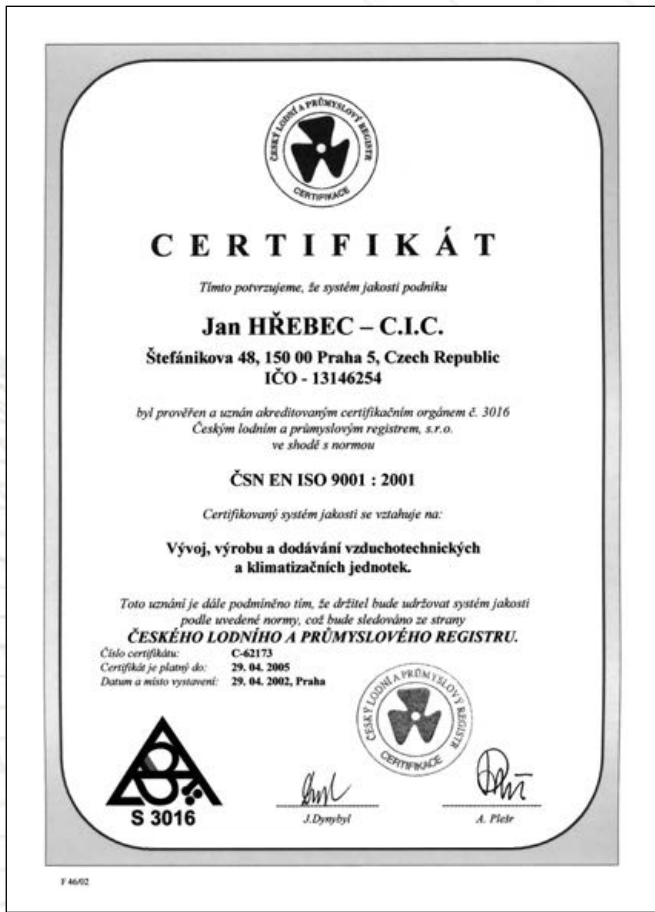 ČESKÝ LODNÍ A PRŮMYSLOVÝ REGISTR
CERTIFIKACE
CERTIFIKÁT
Tímto potvrzujeme, že systém jakosti podniku
Jan HŘEBEC – C.I.C.
Štefánikova 48, 150 00 Praha 5, Czech Republic
IČO - 13146254
byl prověřen a uznán akreditovaným certifikačním orgánem č. 3016
Českým lodním a průmyslovým registrem, s.r.o.
ve shodě s normou
ČSN EN ISO 9001 : 2001
Certifikovaný systém jakosti se vztahuje na:
Vývoj, výrobu a dodávání vzduchotechnických
a klimatizačních jednotek.
Toto uznání je dále podmíněno tím, že držitel bude udržovat systém jakosti
podle uvedené normy, což bude sledováno ze strany
ČESKÉHO LODNÍHO A PRŮMYSLOVÉHO REGISTRU.
Číslo certifikátu: C-62173
Certifikát je platný do: 29. 04. 2005
Datum a místo vystavení: 29. 04. 2002, Praha
ČESKÝ LODNÍ A PRŮMYSLOVÝ REGISTR
CERTIFIKACE
S 3016
J.Dynybyl
A. Plešr
F 46/02